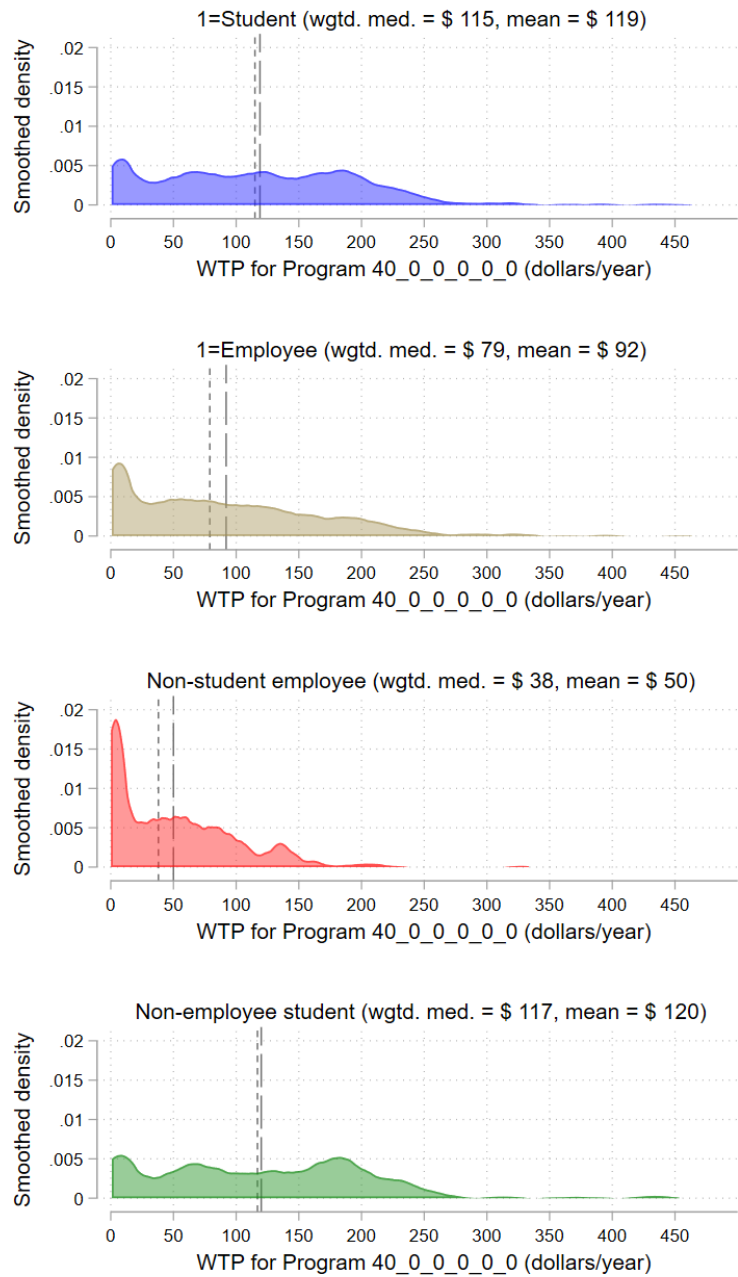 1=Student (wgtd. med. = $ 115, mean = $ 119)
Smoothed density
.02
.015
.01
.005
0
0 50 100 150 200 250 300 350 400 450
WTP for Program 40_0_0_0_0_0 (dollars/year)
1=Employee (wgtd. med. = $ 79, mean = $ 92)
Smoothed density
.02
.015
.01
.005
0
0 50 100 150 200 250 300 350 400 450
WTP for Program 40_0_0_0_0_0 (dollars/year)
Non-student employee (wgtd. med. = $ 38, mean = $ 50)
Smoothed density
.02
.015
.01
.005
0
0 50 100 150 200 250 300 350 400 450
WTP for Program 40_0_0_0_0_0 (dollars/year)
Non-employee student (wgtd. med. = $ 117, mean = $ 120)
Smoothed density
.02
.015
.01
.005
0
0 50 100 150 200 250 300 350 400 450
WTP for Program 40_0_0_0_0_0 (dollars/year)